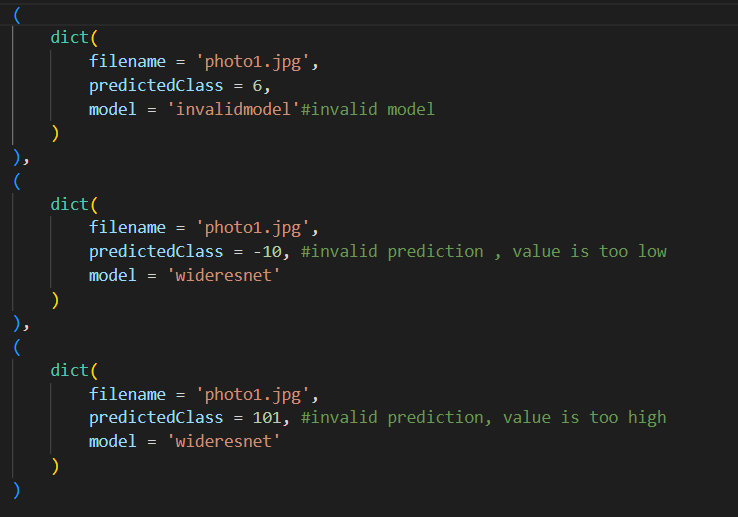 (
    dict(
        filename = 'photo1.jpg',
        predictedClass = 6,
        model = 'invalidmodel'#invalid model
    )
),
(
    dict(
        filename = 'photo1.jpg',
        predictedClass = -10, #invalid prediction , value is too low
        model = 'wideresnet'
    )
),
(
    dict(
        filename = 'photo1.jpg',
        predictedClass = 101, #invalid prediction, value is too high
        model = 'wideresnet'
    )
)